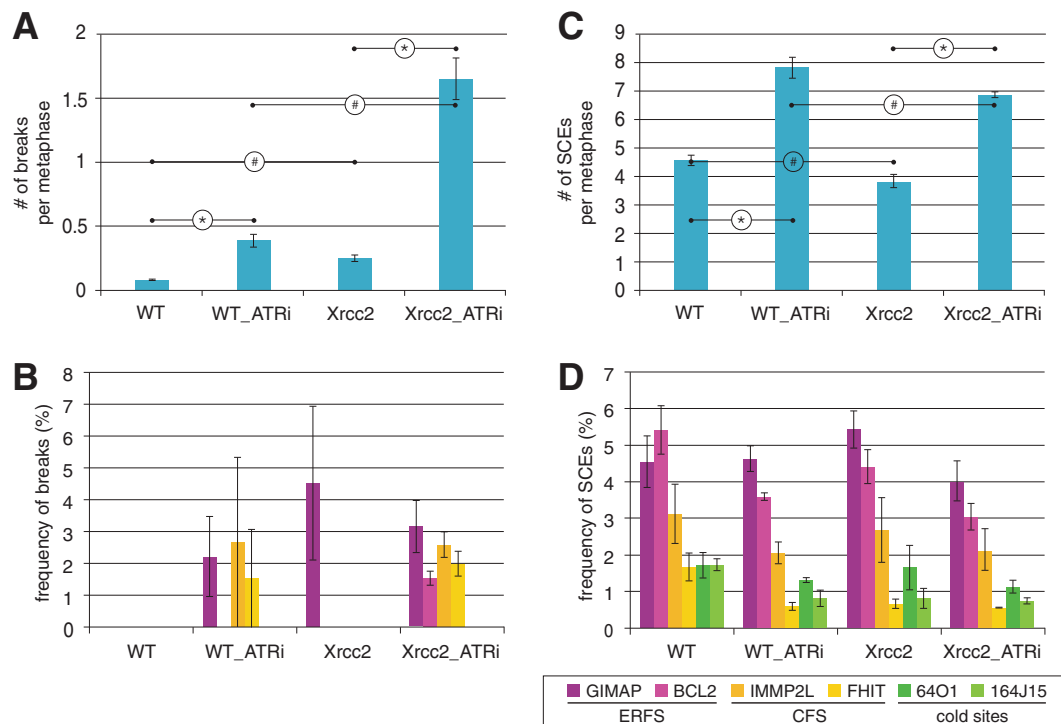 A
# of breaks
per metaphase
2
1.5
1
0.5
0
*
#
#
*
WT
WT_ATRi
Xrcc2
Xrcc2_ATRi
C
# of SCEs
per metaphase
9
8
7
6
5
4
3
2
1
0
*
#
#
*
WT
WT_ATRi
Xrcc2
Xrcc2_ATRi
B
frequency of breaks (%)
8
7
6
5
4
3
2
1
0
WT
WT_ATRi
Xrcc2
Xrcc2_ATRi
D
frequency of SCEs (%)
7
6
5
4
3
2
1
0
WT
WT_ATRi
Xrcc2
Xrcc2_ATRi
GIMAP BCL2 IMMP2L FHIT 64O1 164J15
ERFS CFS cold sites